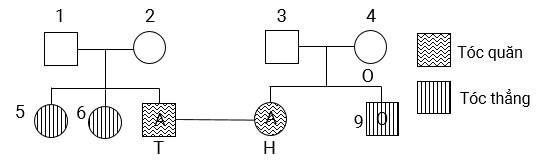 1 2 3 4
O
Tóc quăn
Tóc thẳng
5 6 A A 9 O
T H